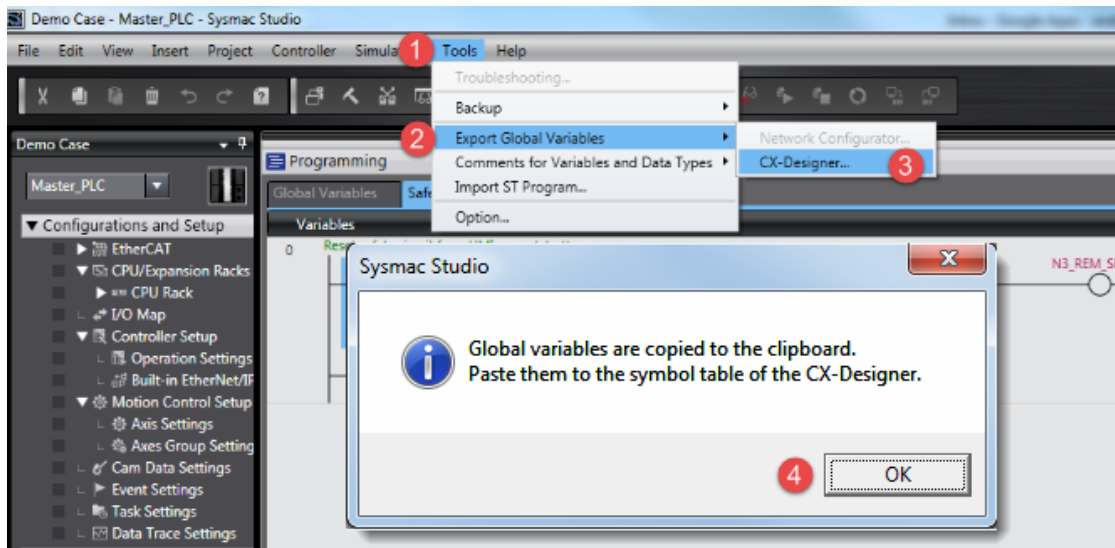 Demo Case - Master_PLC - Sysmac Studio
File Edit View Insert Project Controller Simula 1 Tools Help
Troubleshooting...
Backup
2 Export Global Variables
Network Configurator...
Comments for Variables and Data Types
CX-Designer... 3
Import ST Program...
Option...
Demo Case
Master_PLC
Programming
Global Variables Safe
Variables
0
N3_REM_S
Configurations and Setup
EtherCAT
CPU/Expansion Racks
CPU Rack
I/O Map
Controller Setup
Operation Settings
Built-in EtherNet/IP
Motion Control Setup
Axis Settings
Axes Group Setting
Cam Data Settings
Event Settings
Task Settings
Data Trace Settings
Sysmac Studio
Global variables are copied to the clipboard.
Paste them to the symbol table of the CX-Designer.
4 OK